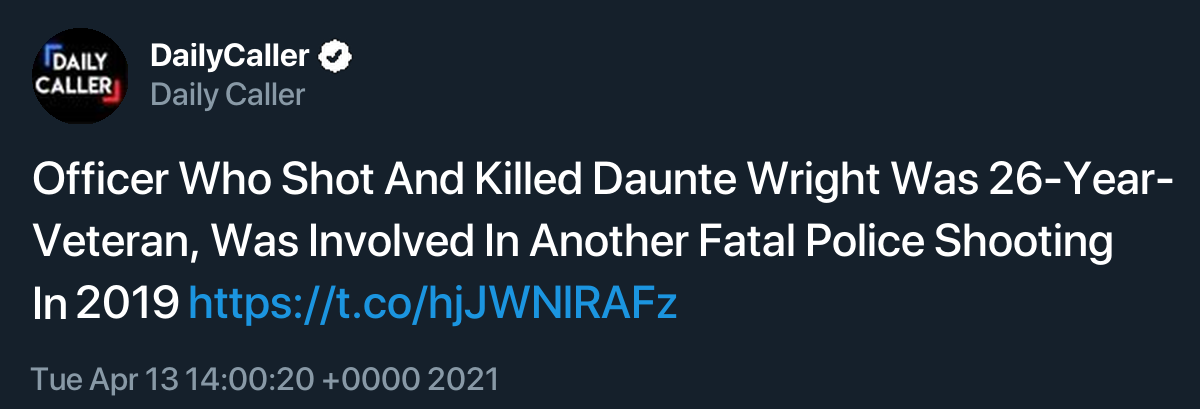 DAILY
CALLER
DailyCaller
Daily Caller
Officer Who Shot And Killed Daunte Wright Was 26-Year-
Veteran, Was Involved In Another Fatal Police Shooting
In 2019 https://t.co/hjJWNlRAFz
Tue Apr 13 14:00:20 +0000 2021